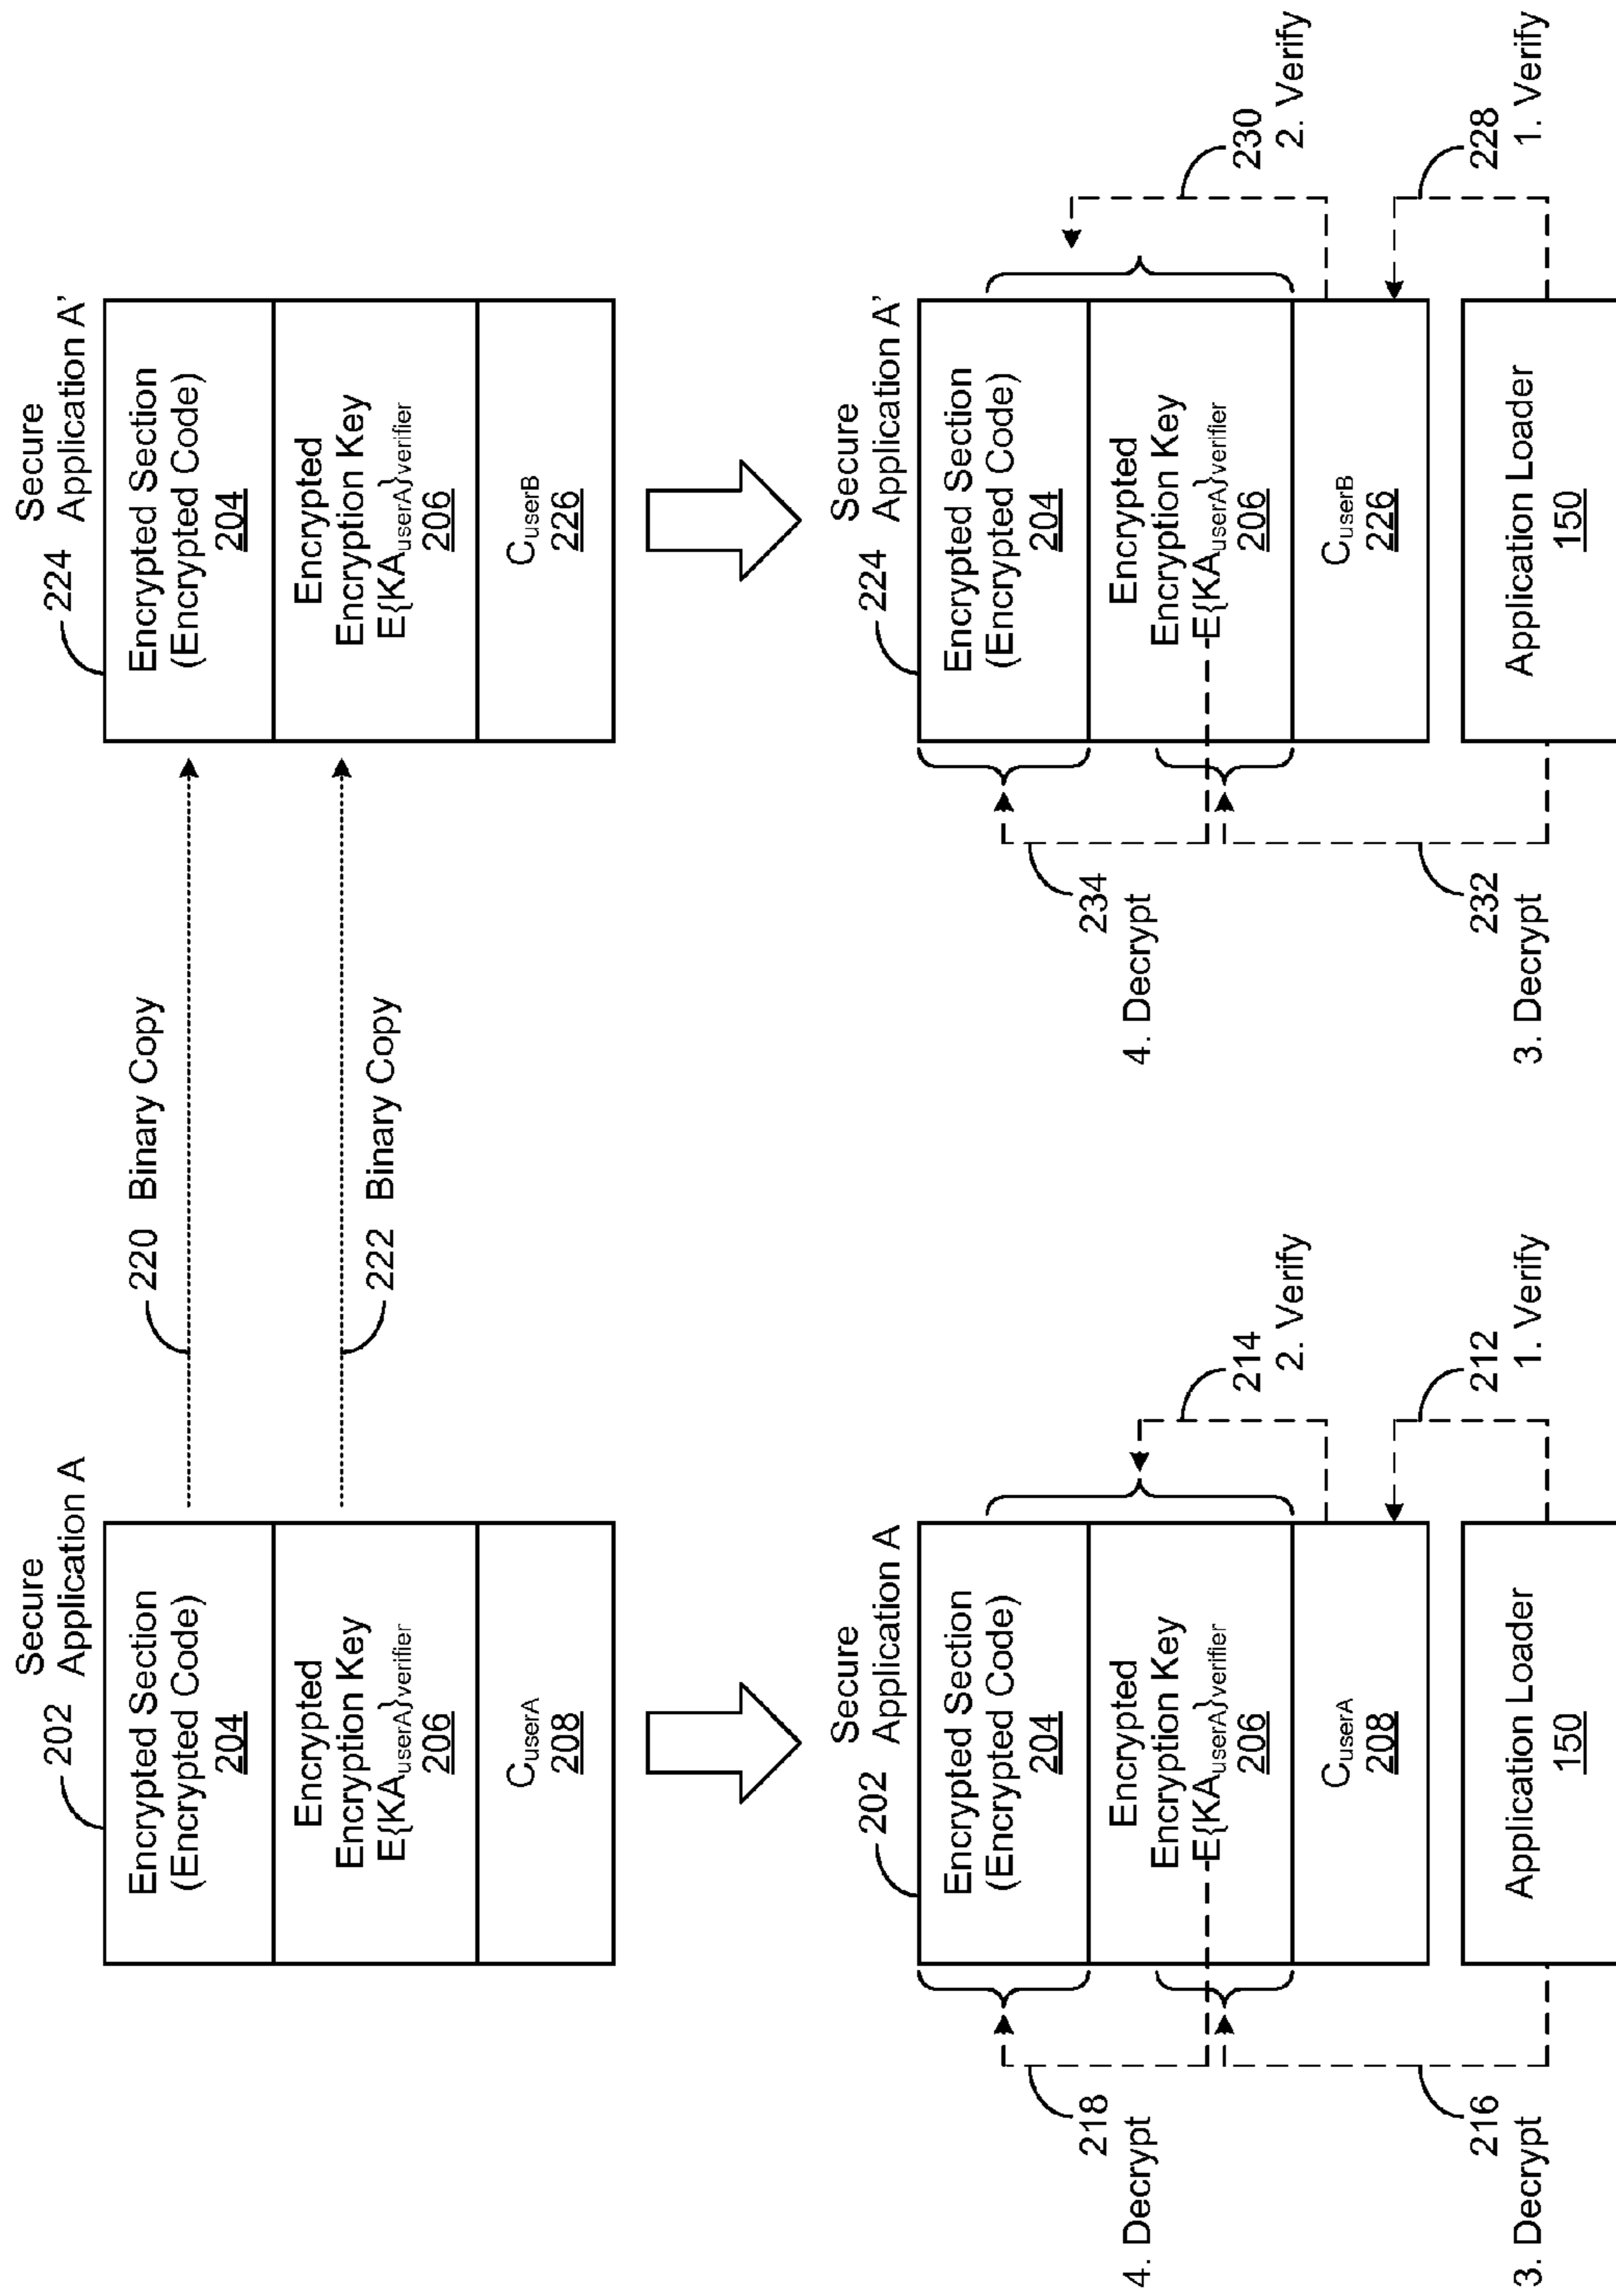 Secure
Application A
202
Encrypted Section
(Encrypted Code)
204
Encrypted
Encryption Key
E{KAuserA}verifier
206
CuserA
208
220 Binary Copy
222 Binary Copy
Secure
Application A'
224
Encrypted Section
(Encrypted Code)
204
Encrypted
Encryption Key
E{KAuserA}verifier
206
CuserB
226
Secure
Application A
202
Encrypted Section
(Encrypted Code)
204
Encrypted
Encryption Key
E{KAuserA}verifier
206
CuserA
208
Application Loader
150
218
4. Decrypt
216
3. Decrypt
214
2. Verify
212
1. Verify
Secure
Application A'
224
Encrypted Section
(Encrypted Code)
204
Encrypted
Encryption Key
E{KAuserA}verifier
206
CuserB
226
Application Loader
150
234
4. Decrypt
232
3. Decrypt
230
2. Verify
228
1. Verify